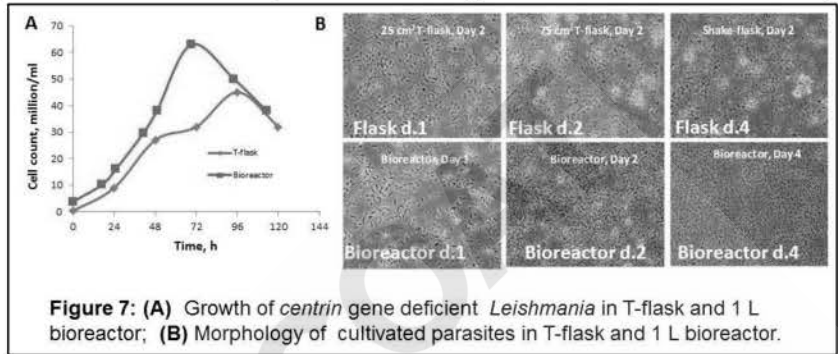 A
Cell count, million/ml
70
60
50
40
30
20
10
0
T-flask
Bioreactor
0 24 48 72 96 120 144
Time, h
B
25 cm² T-flask, Day 2
75 cm² T-flask, Day 2
Shake-flask, Day 2
Flask d.1
Flask d.2
Flask d.4
Bioreactor, Day 1
Bioreactor, Day 2
Bioreactor, Day 4
Bioreactor d.1
Bioreactor d.2
Bioreactor d.4
Figure 7: (A) Growth of centrin gene deficient Leishmania in T-flask and 1 L
bioreactor; (B) Morphology of cultivated parasites in T-flask and 1 L bioreactor.